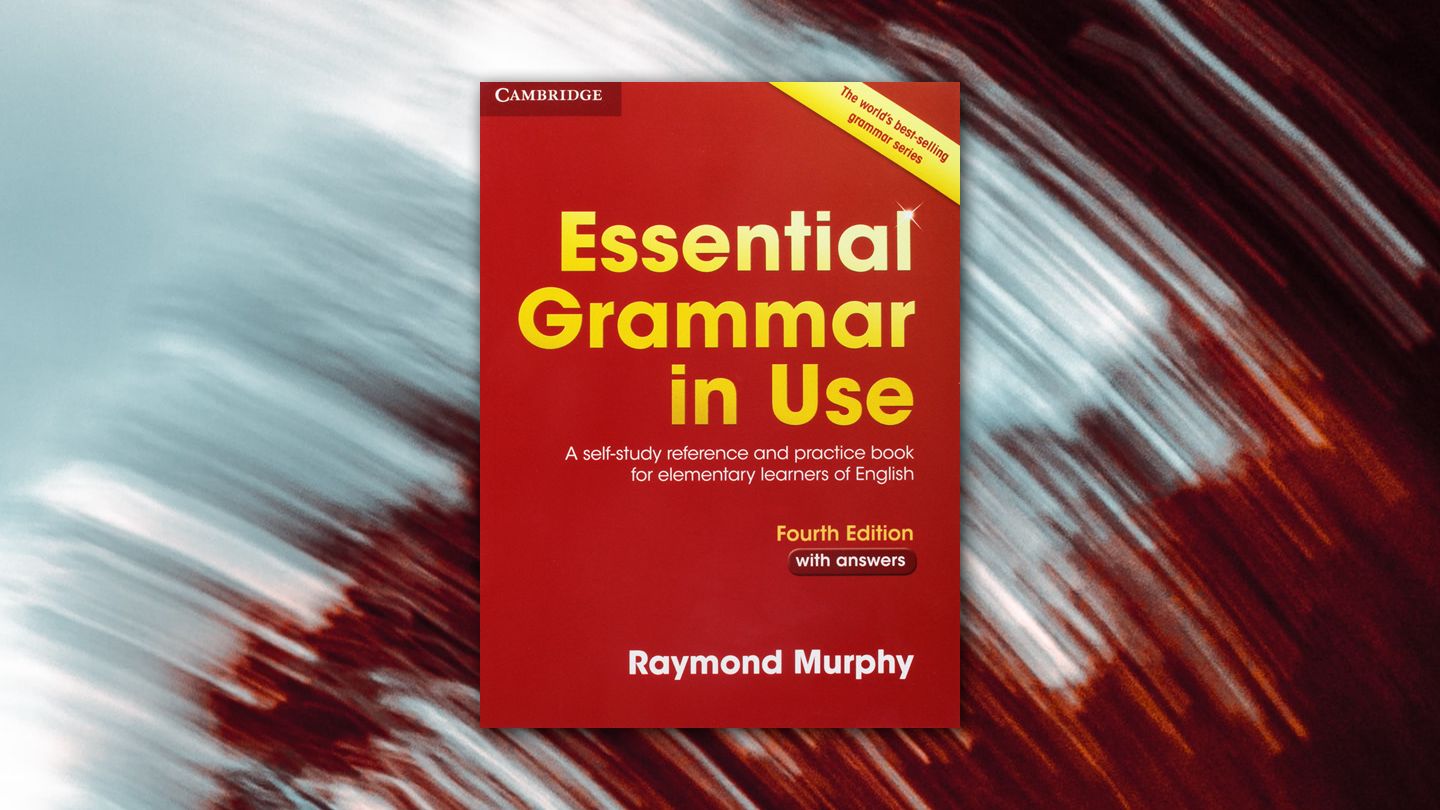 CAMBRIDGE
The world's best-selling
grammar series
Essential
Grammar
in Use
A self-study reference and practice book
for elementary learners of English
Fourth Edition
with answers
Raymond Murphy